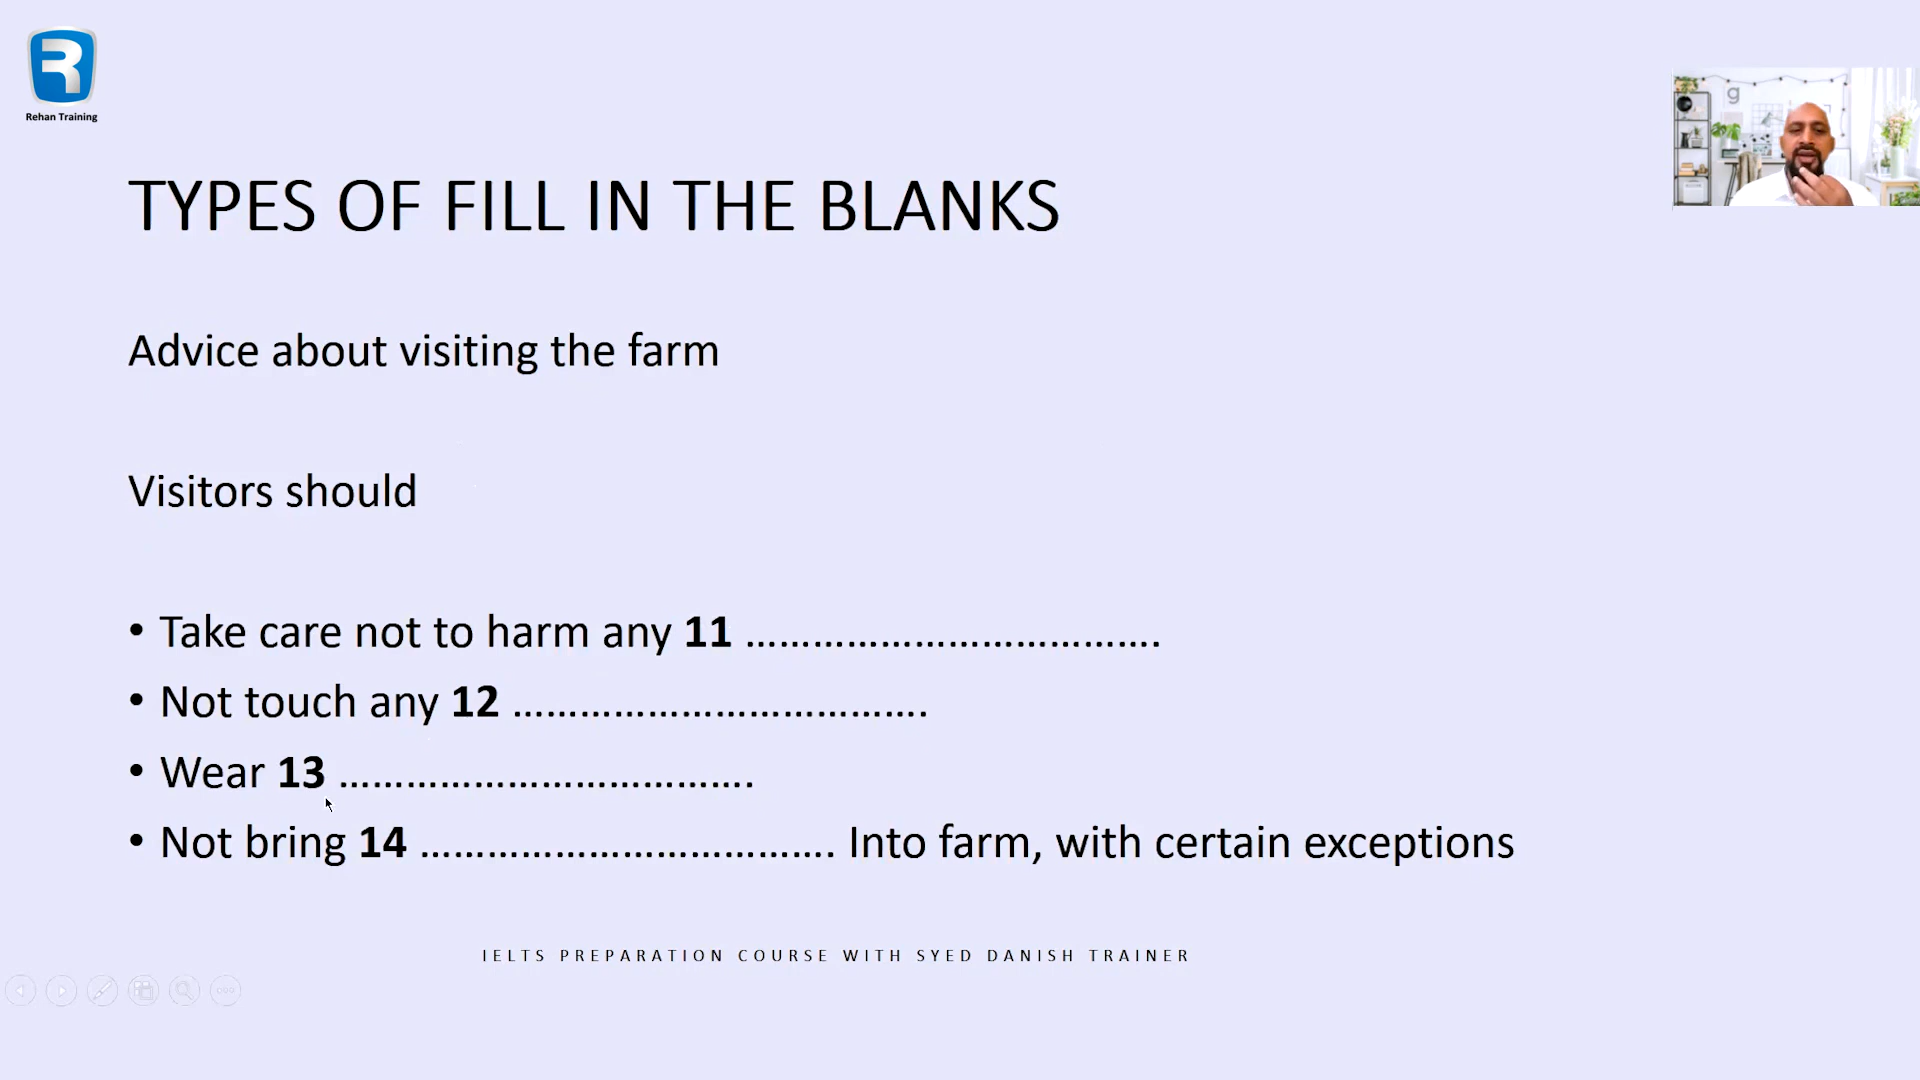 Rehan Training
TYPES OF FILL IN THE BLANKS
Advice about visiting the farm
Visitors should
• Take care not to harm any 11 ………………………………….
• Not touch any 12 ………………………………….
• Wear 13 ………………………………….
• Not bring 14 …………………………………. Into farm, with certain exceptions
IELTS PREPARATION COURSE WITH SYED DANISH TRAINER